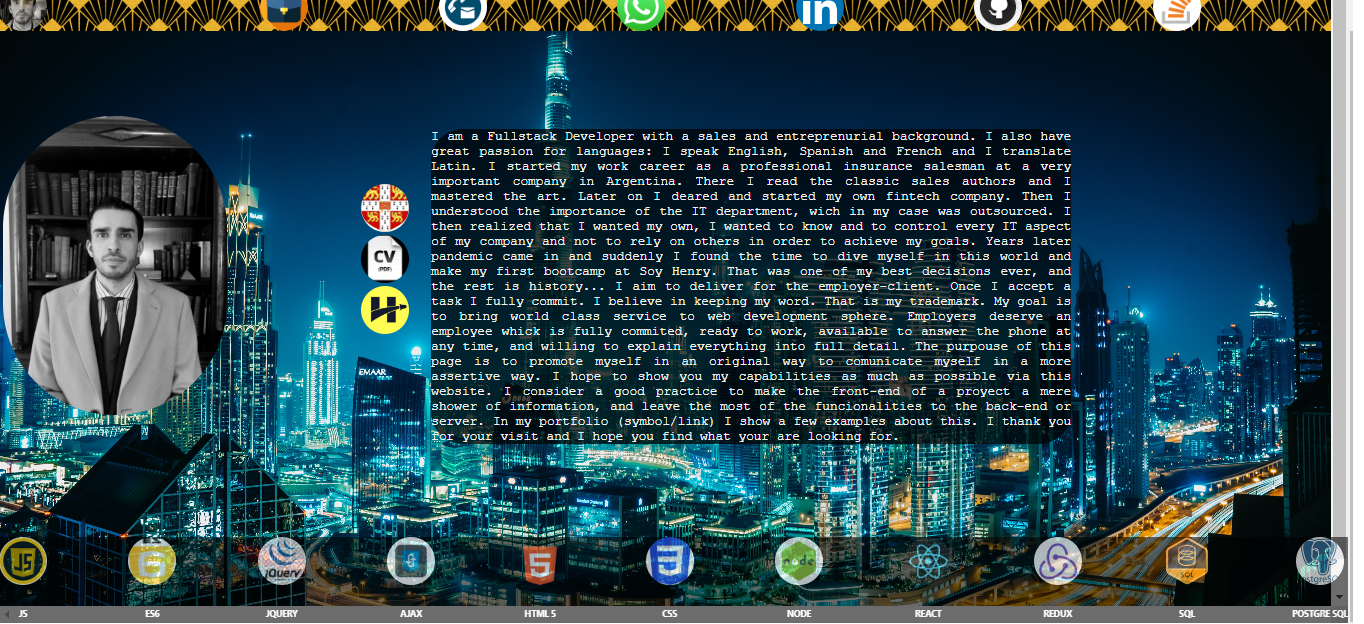 in
I am a Fullstack Developer with a sales and entreprenurial background. I also have
great passion for languages: I speak English, Spanish and French and I translate
Latin. I started my work career as a professional insurance salesman at a very
important company in Argentina. There I read the classic sales authors and I
mastered the art. Later on I deared and started my own fintech company. Then I
understood the importance of the IT department, wich in my case was outsourced. I
then realized that I wanted my own, I wanted to know and to control every IT aspect
of my company and not to rely on others in order to achieve my goals. Years later
pandemic came in and suddenly I found the time to dive myself in this world and
make my first bootcamp at Soy Henry. That was one of my best decisions ever, and
the rest is history... I aim to deliver for the employer-client. Once I accept a
task I fully commit. I believe in keeping my word. That is my trademark. My goal is
to bring world class service to web development sphere. Employers deserve an
employee whick is fully commited, ready to work, available to answer the phone at
any time, and willing to explain everything into full detail. The purpouse of this
page is to promote myself in an original way to comunicate myself in a more
assertive way. I hope to show you my capabilities as much as possible via this
website. I consider a good practice to make the front-end of a proyect a mere
shower of information, and leave the most of the funcionalities to the back-end or
server. In my portfolio (symbol/link) I show a few examples about this. I thank you
for your visit and I hope you find what your are looking for.
CV
(PDF)
EMAAR
JS
jQuery
5
3
node
SQL
JS
ES6
JQUERY
AJAX
HTML 5
CSS
NODE
REACT
REDUX
SQL
POSTGRE SQL